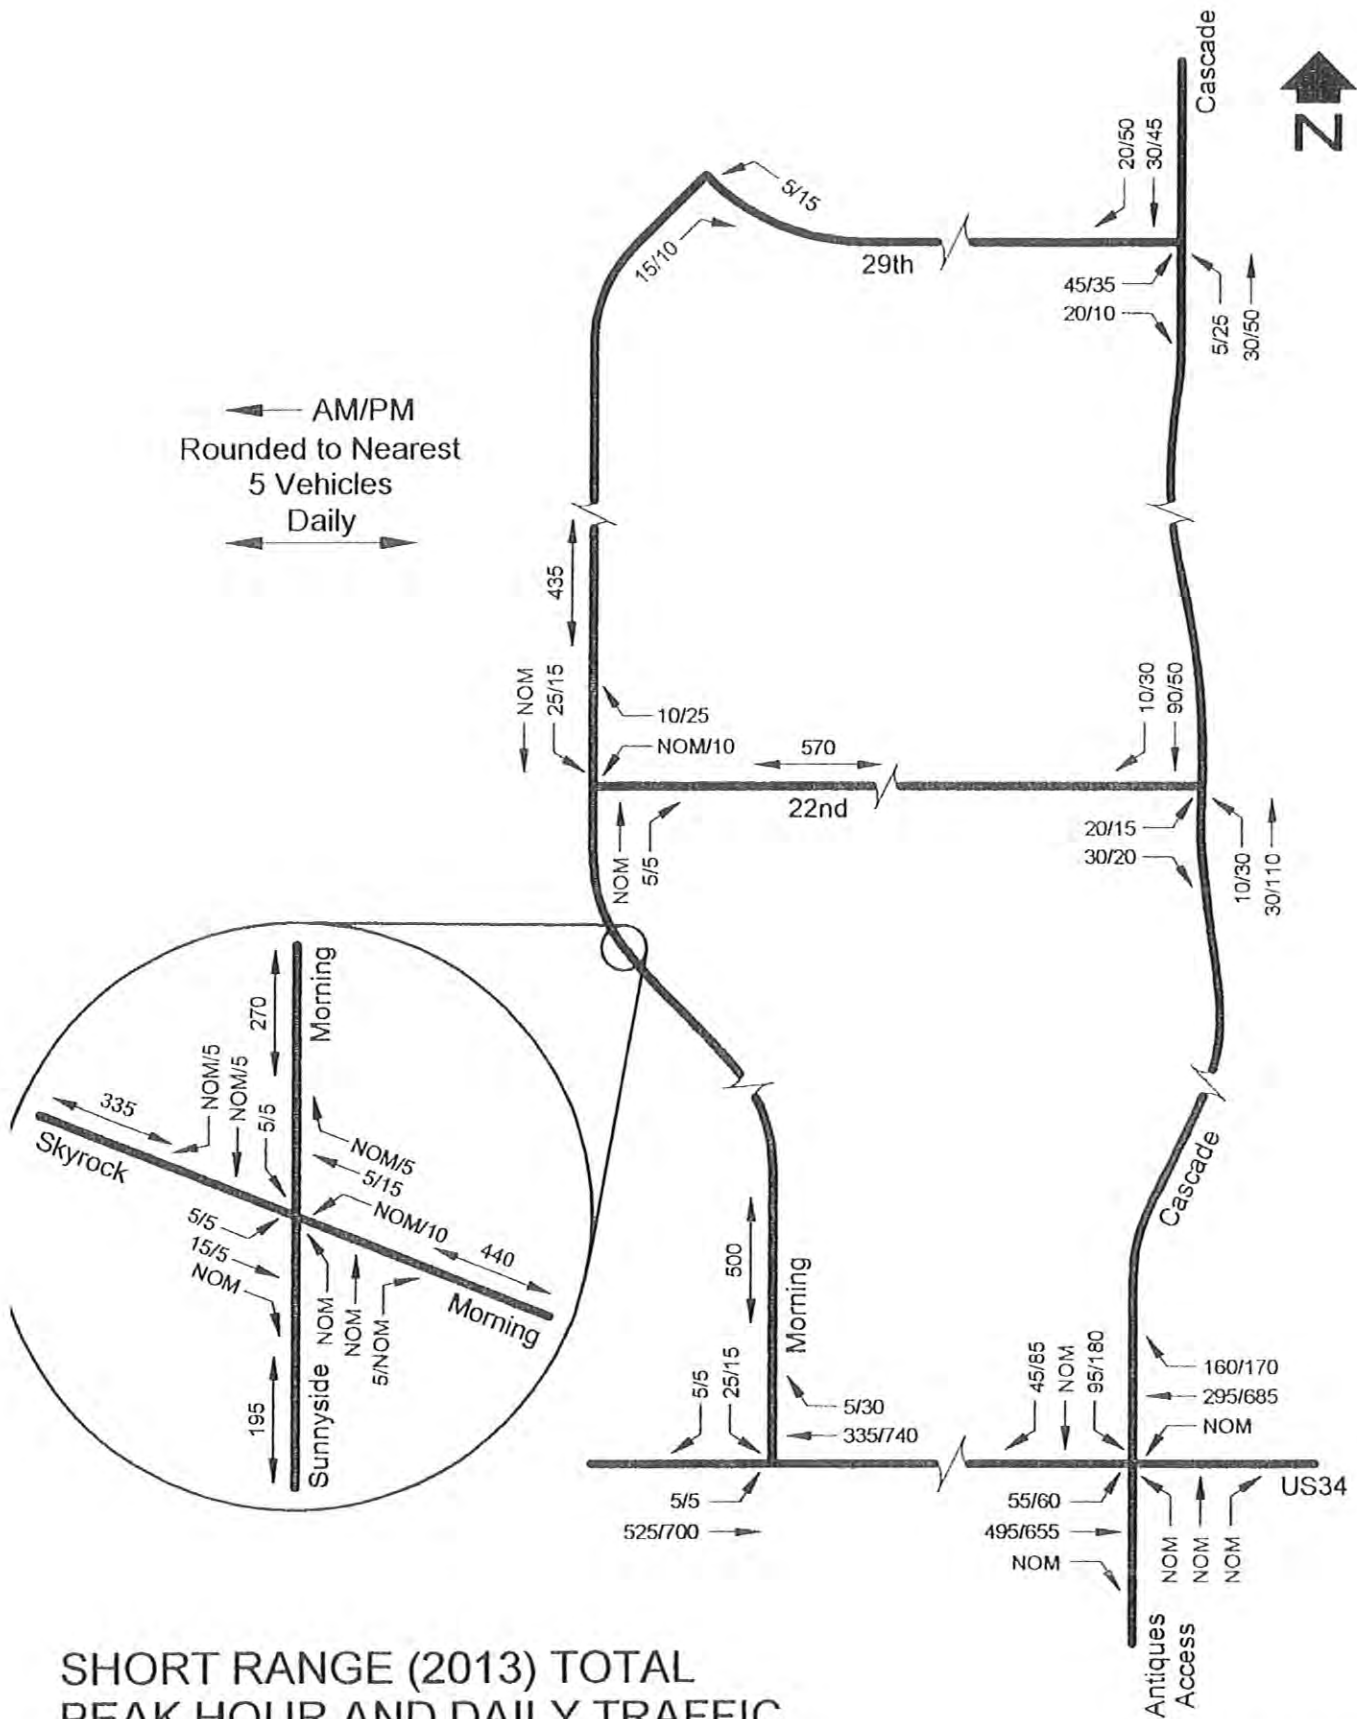 Cascade
N
20/50
30/45
5/15
15/10
29th
45/35
20/10
5/25
30/50
AM/PM
Rounded to Nearest
5 Vehicles
Daily
435
NOM
25/15
10/25
NOM/10
570
22nd
NOM
5/5
10/30
90/50
20/15
30/20
10/30
30/110
270
Morning
335
Skyrock
NOM/5
NOM/5
5/5
NOM/5
5/15
NOM/10
5/5
15/5
NOM
440
Morning
NOM
NOM
5/NOM
195
Sunnyside
500
Morning
Cascade
5/5
25/15
5/30
335/740
5/5
525/700
45/85
NOM
95/180
160/170
295/685
NOM
US34
55/60
495/655
NOM
NOM
NOM
NOM
Antiques
Access
SHORT RANGE (2013) TOTAL
PEAK HOUR AND DAILY TRAFFIC